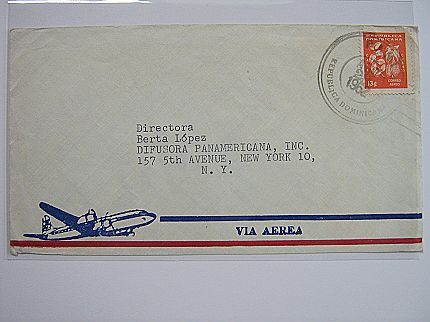 REPUBLICA
DOMINICANA
CORREO
AEREO
13¢
REPUBLICA DOMINICANA
Directora
Berta López
DIFUSORA PANAMERICANA, INC.
157 5th AVENUE, NEW YORK 10,
N. Y.
VIA AEREA